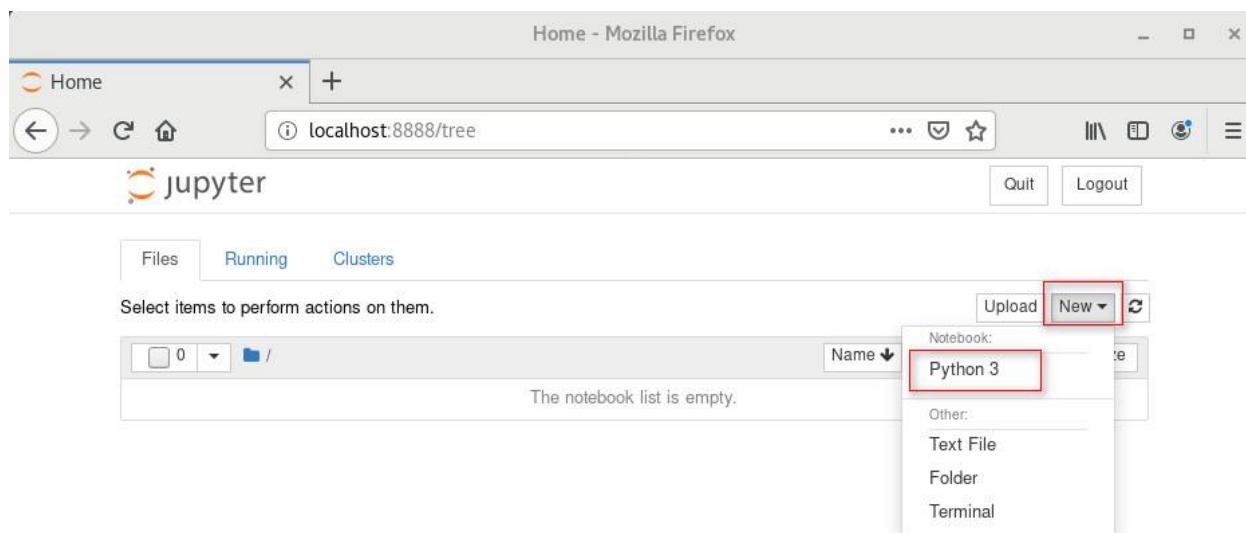 Home - Mozilla Firefox
Home
localhost:8888/tree
jupyter
Quit Logout
Files Running Clusters
Select items to perform actions on them.
Upload New
Notebook:
0 / Name ze
Python 3
The notebook list is empty.
Other:
Text File
Folder
Terminal